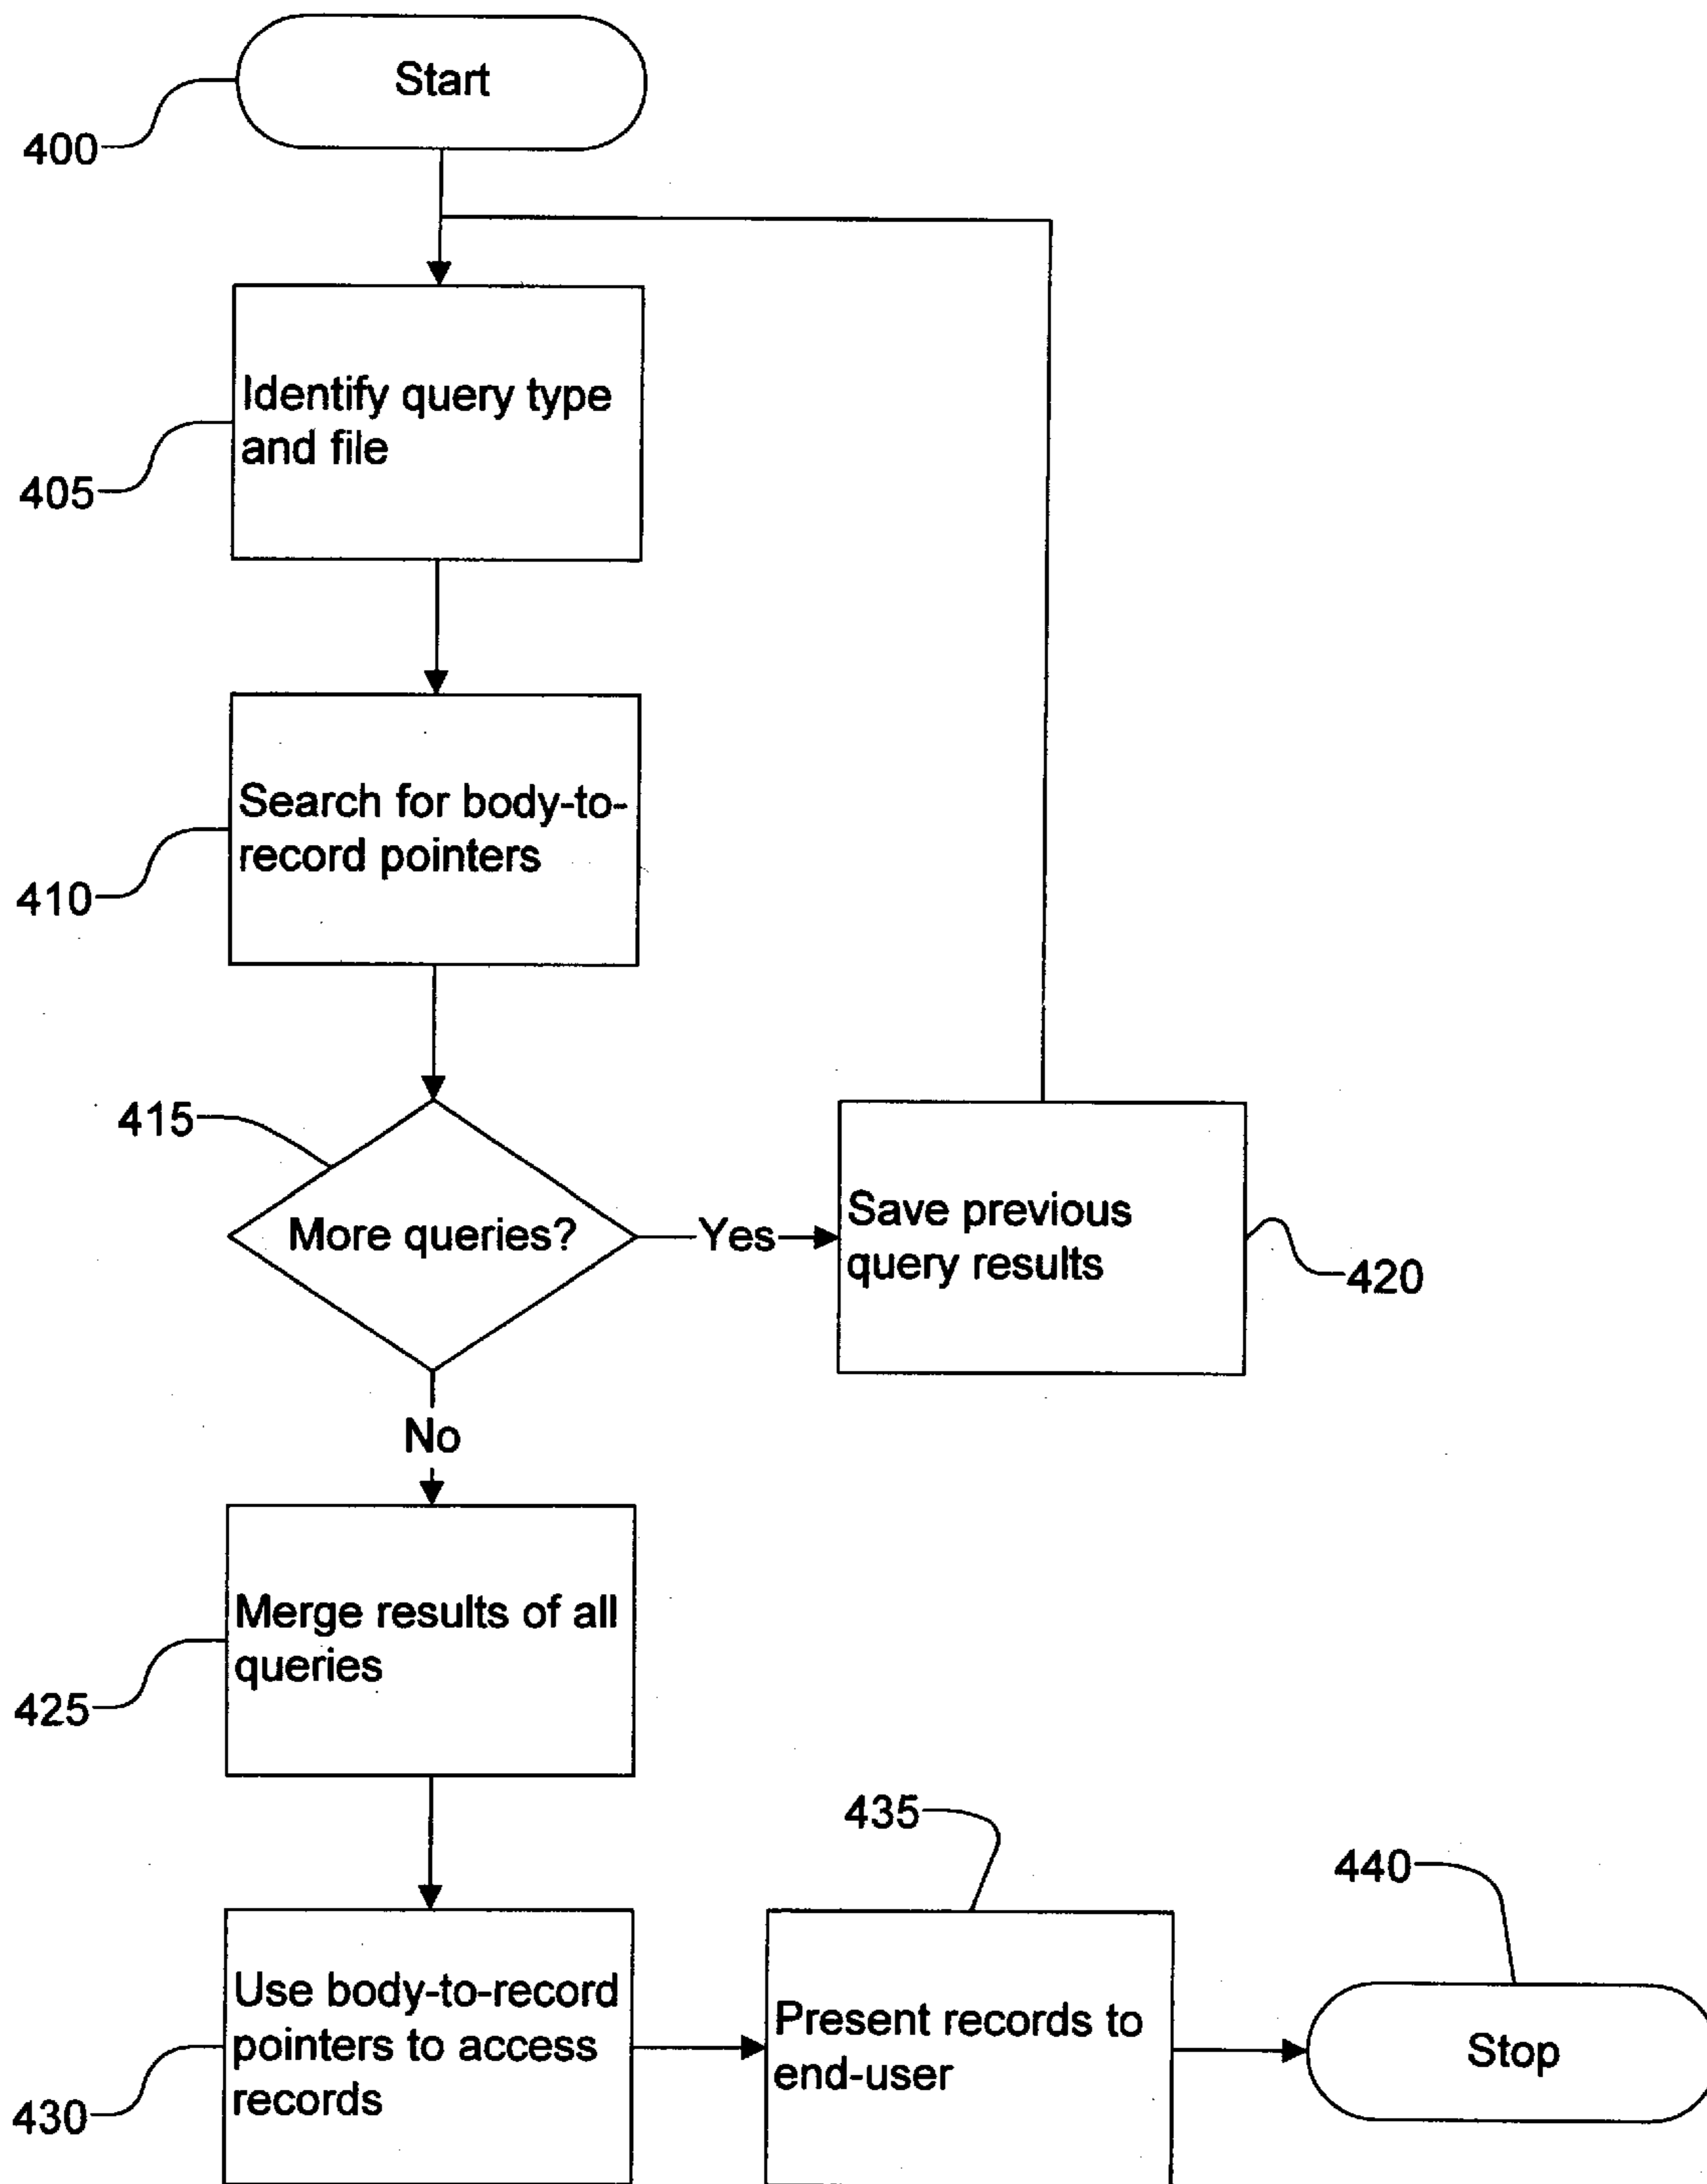 Start
400
Identify query type
and file
405
Search for body-to-
record pointers
410
415
More queries?
Yes
Save previous
query results
420
No
Merge results of all
queries
425
435
440
Use body-to-record
pointers to access
records
430
Present records to
end-user
Stop